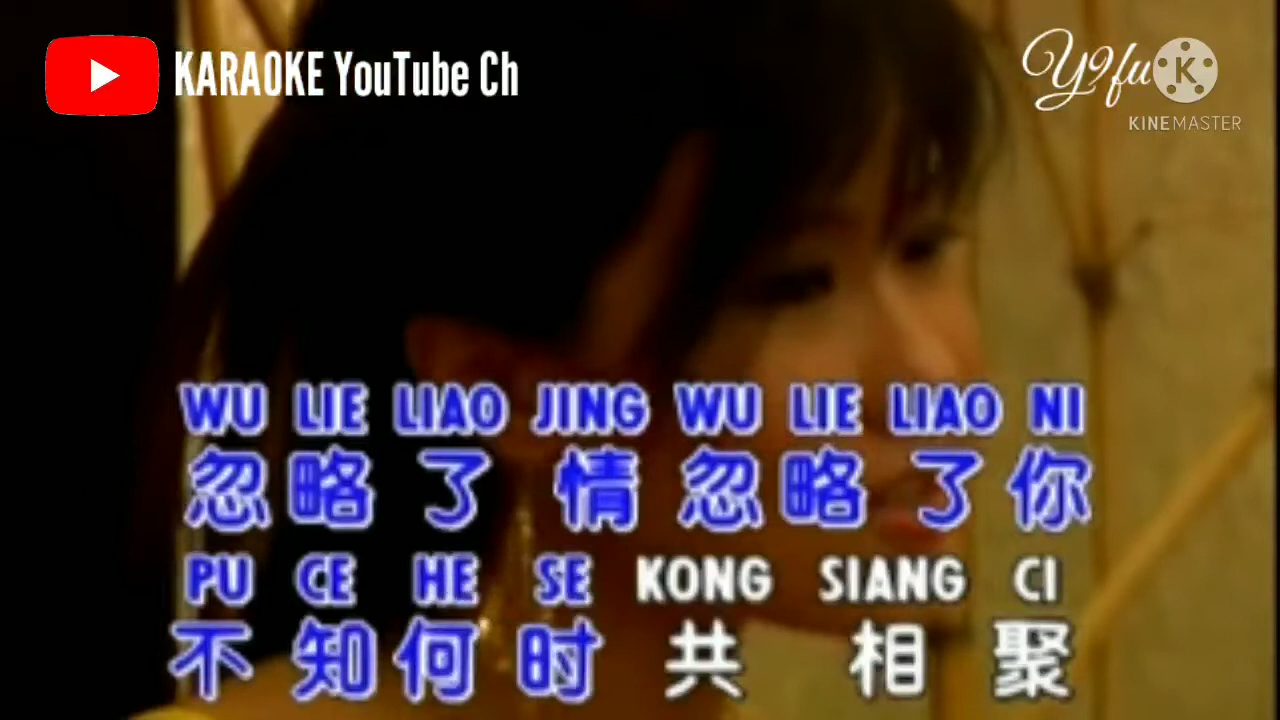 KARAOKE YouTube Ch
Yifu
K
KINEMASTER
WU LIE LIAO JING WU LIE LIAO NI
忽略了情忽略了你
PU CE HE SE KONG SIANG CI
不知何时共相聚